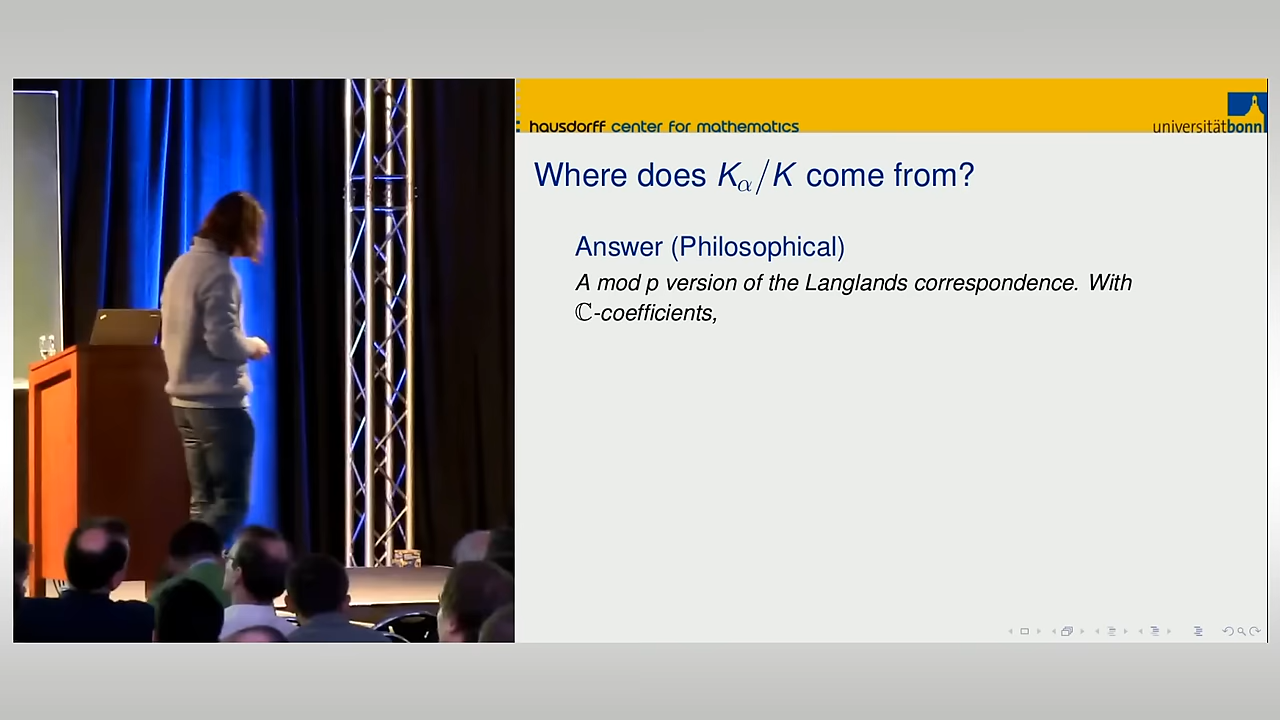 hausdorff center for mathematics
universitätbonn
Where does K_α/K come from?
Answer (Philosophical)
A mod p version of the Langlands correspondence. With
ℂ-coefficients,